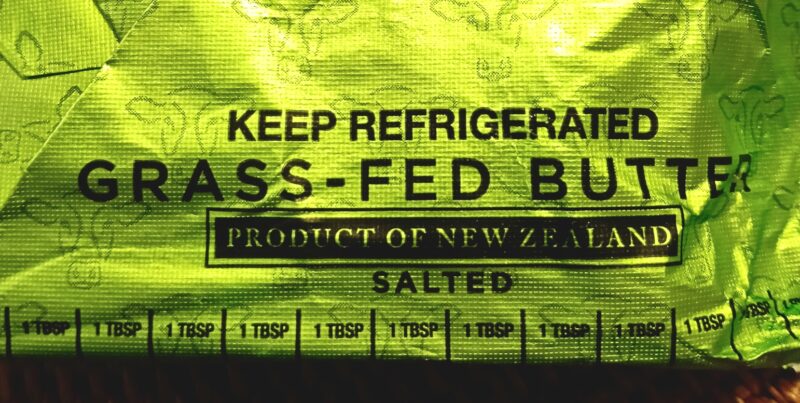 KEEP REFRIGERATED
GRASS-FED BUTTER
PRODUCT OF NEW ZEALAND
SALTED
1 TBSP 1 TBSP 1 TBSP 1 TBSP 1 TBSP 1 TBSP 1 TBSP 1 TBSP 1 TBSP 1 TBSP TBSP